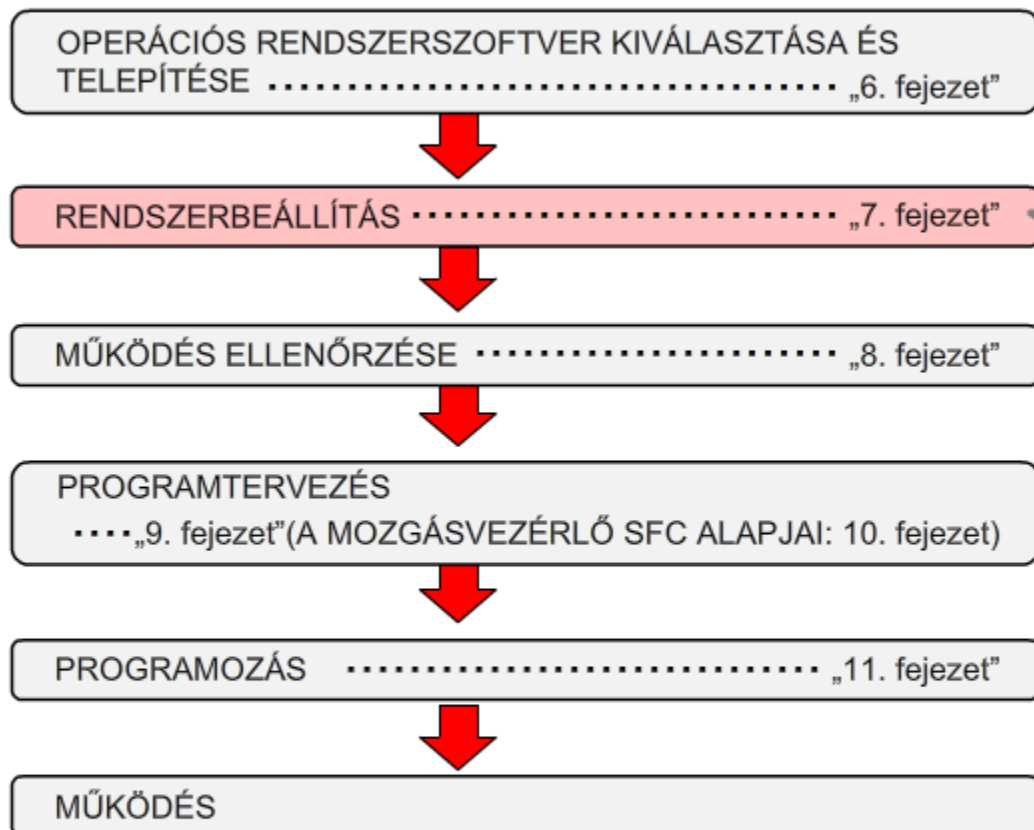 OPERÁCIÓS RENDSZERSZOFTVER KIVÁLASZTÁSA ÉS
TELEPÍTÉSE ···································· „6. fejezet”
RENDSZERBEÁLLÍTÁS ··························· „7. fejezet”
MŰKÖDÉS ELLENŐRZÉSE ······················· „8. fejezet”
PROGRAMTERVEZÉS
····„9. fejezet”(A MOZGÁSVEZÉRLŐ SFC ALAPJAI: 10. fejezet)
PROGRAMOZÁS ······························ „11. fejezet”
MŰKÖDÉS